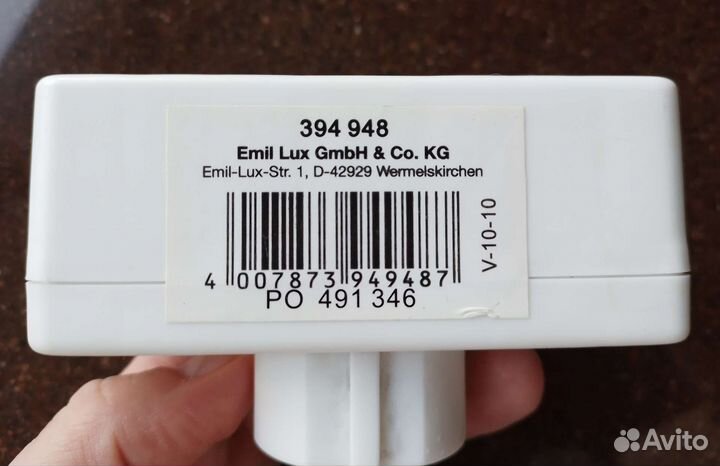 394 948
Emil Lux GmbH & Co. KG
Emil-Lux-Str. 1, D-42929 Wermelskirchen
4 007873 949487
PO 491 346
V-10-10
Avito